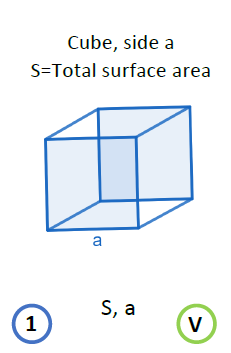 Cube, side a
S=Total surface area
a
S, a
1
V